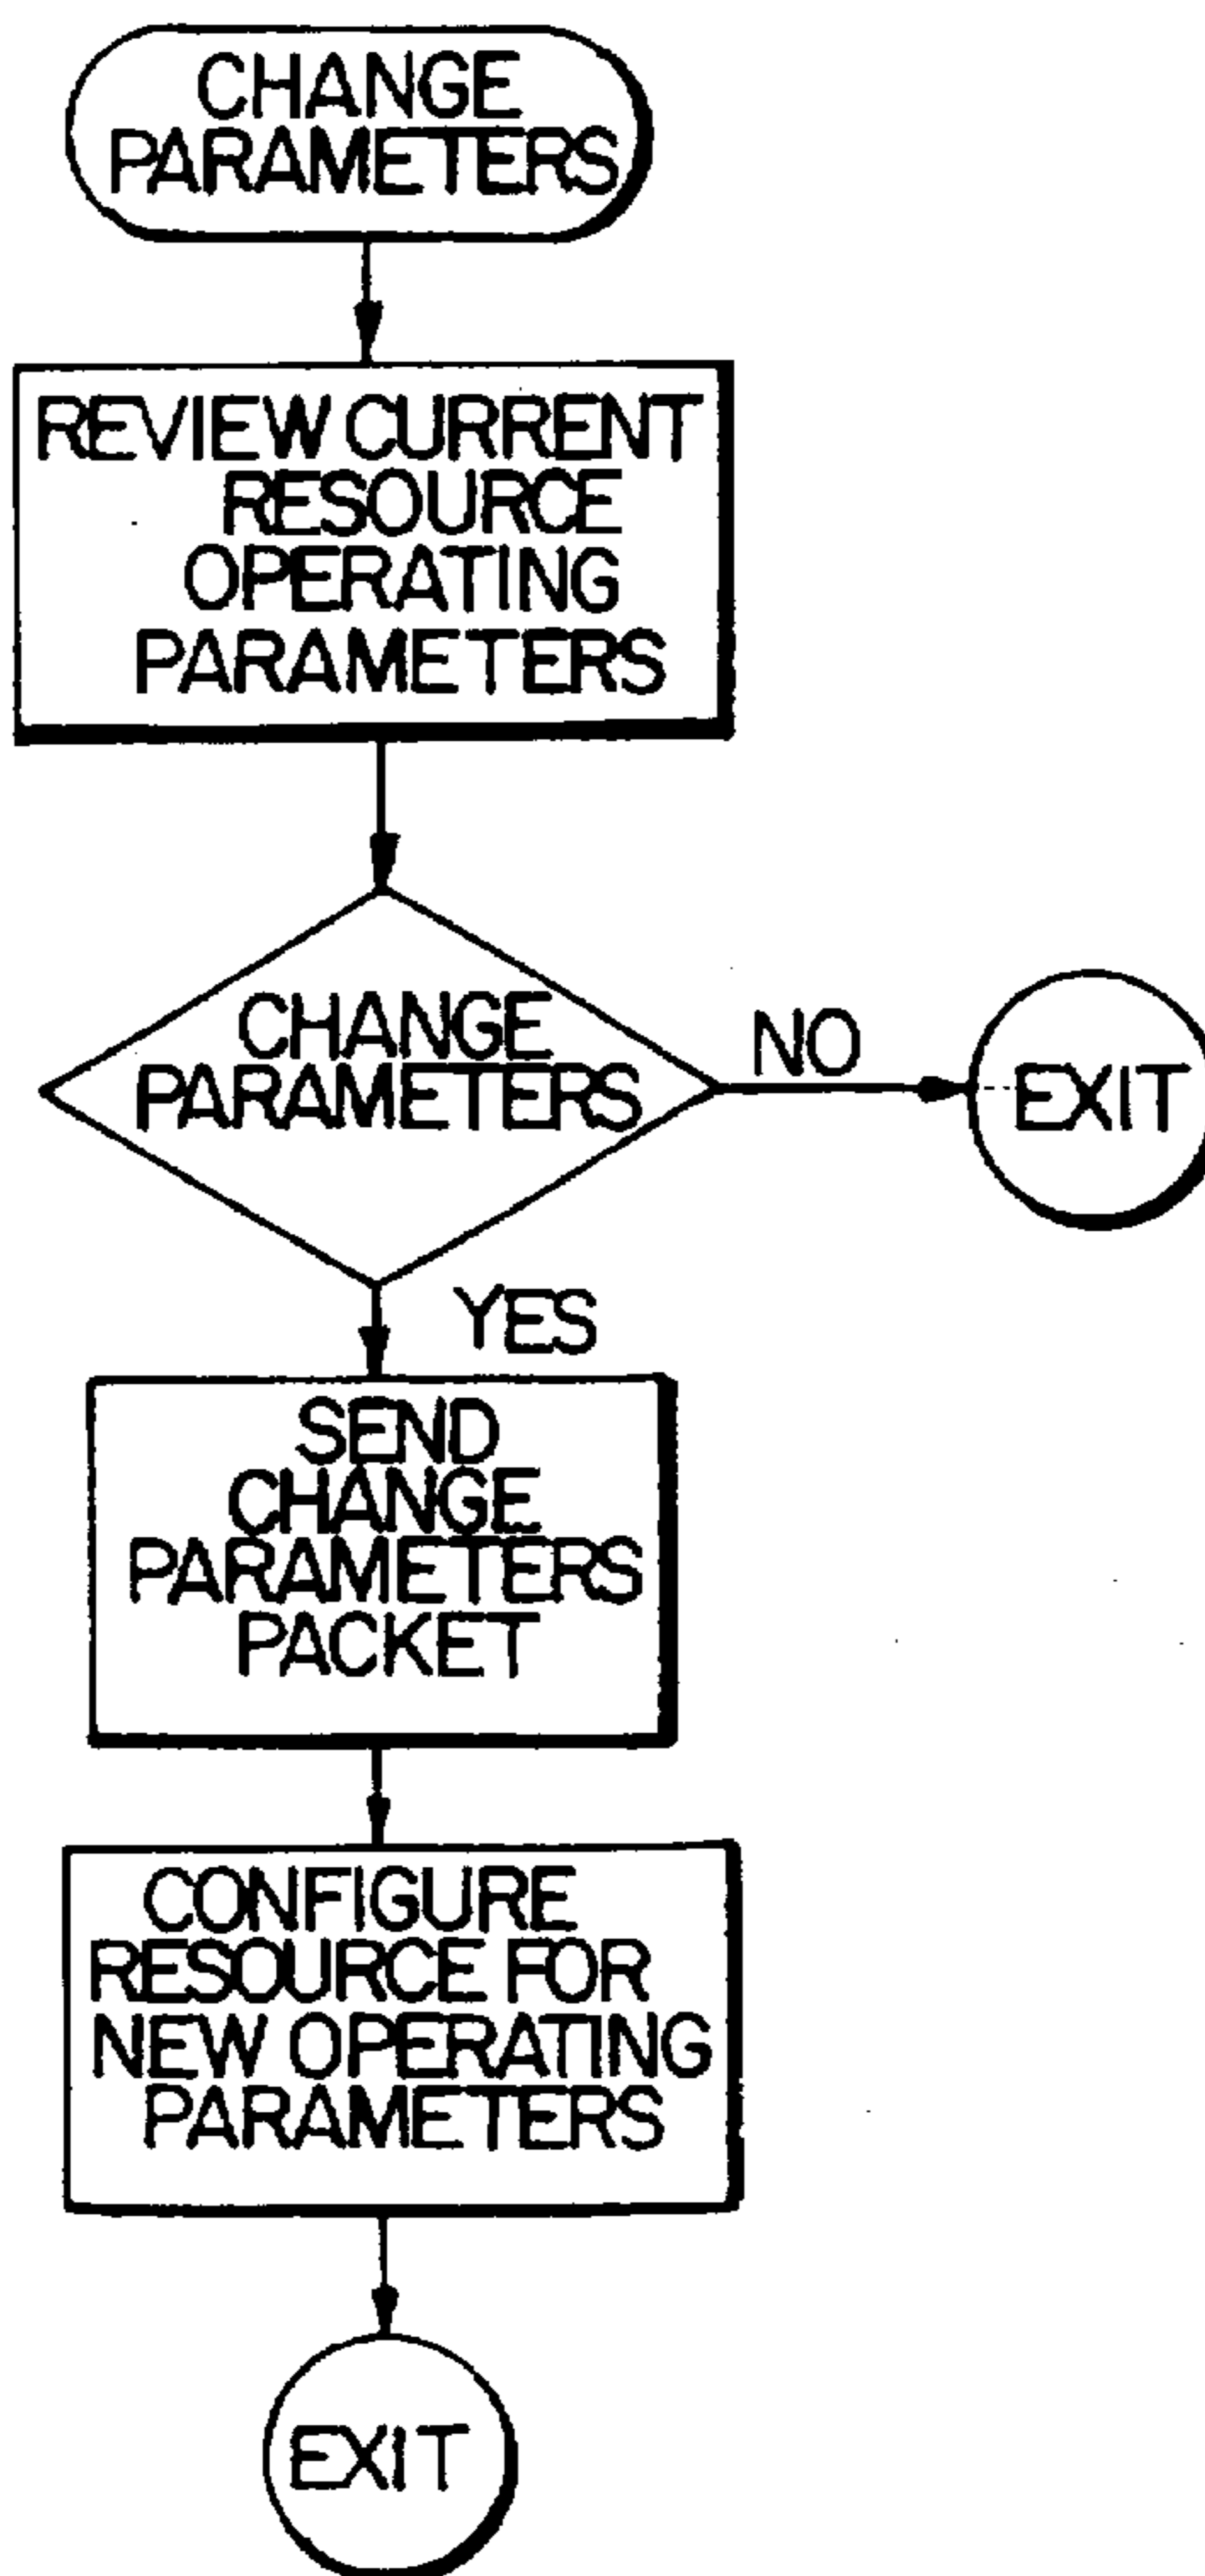 CHANGE
PARAMETERS
REVIEW CURRENT
RESOURCE
OPERATING
PARAMETERS
CHANGE
PARAMETERS
NO
EXIT
YES
SEND
CHANGE
PARAMETERS
PACKET
CONFIGURE
RESOURCE FOR
NEW OPERATING
PARAMETERS
EXIT